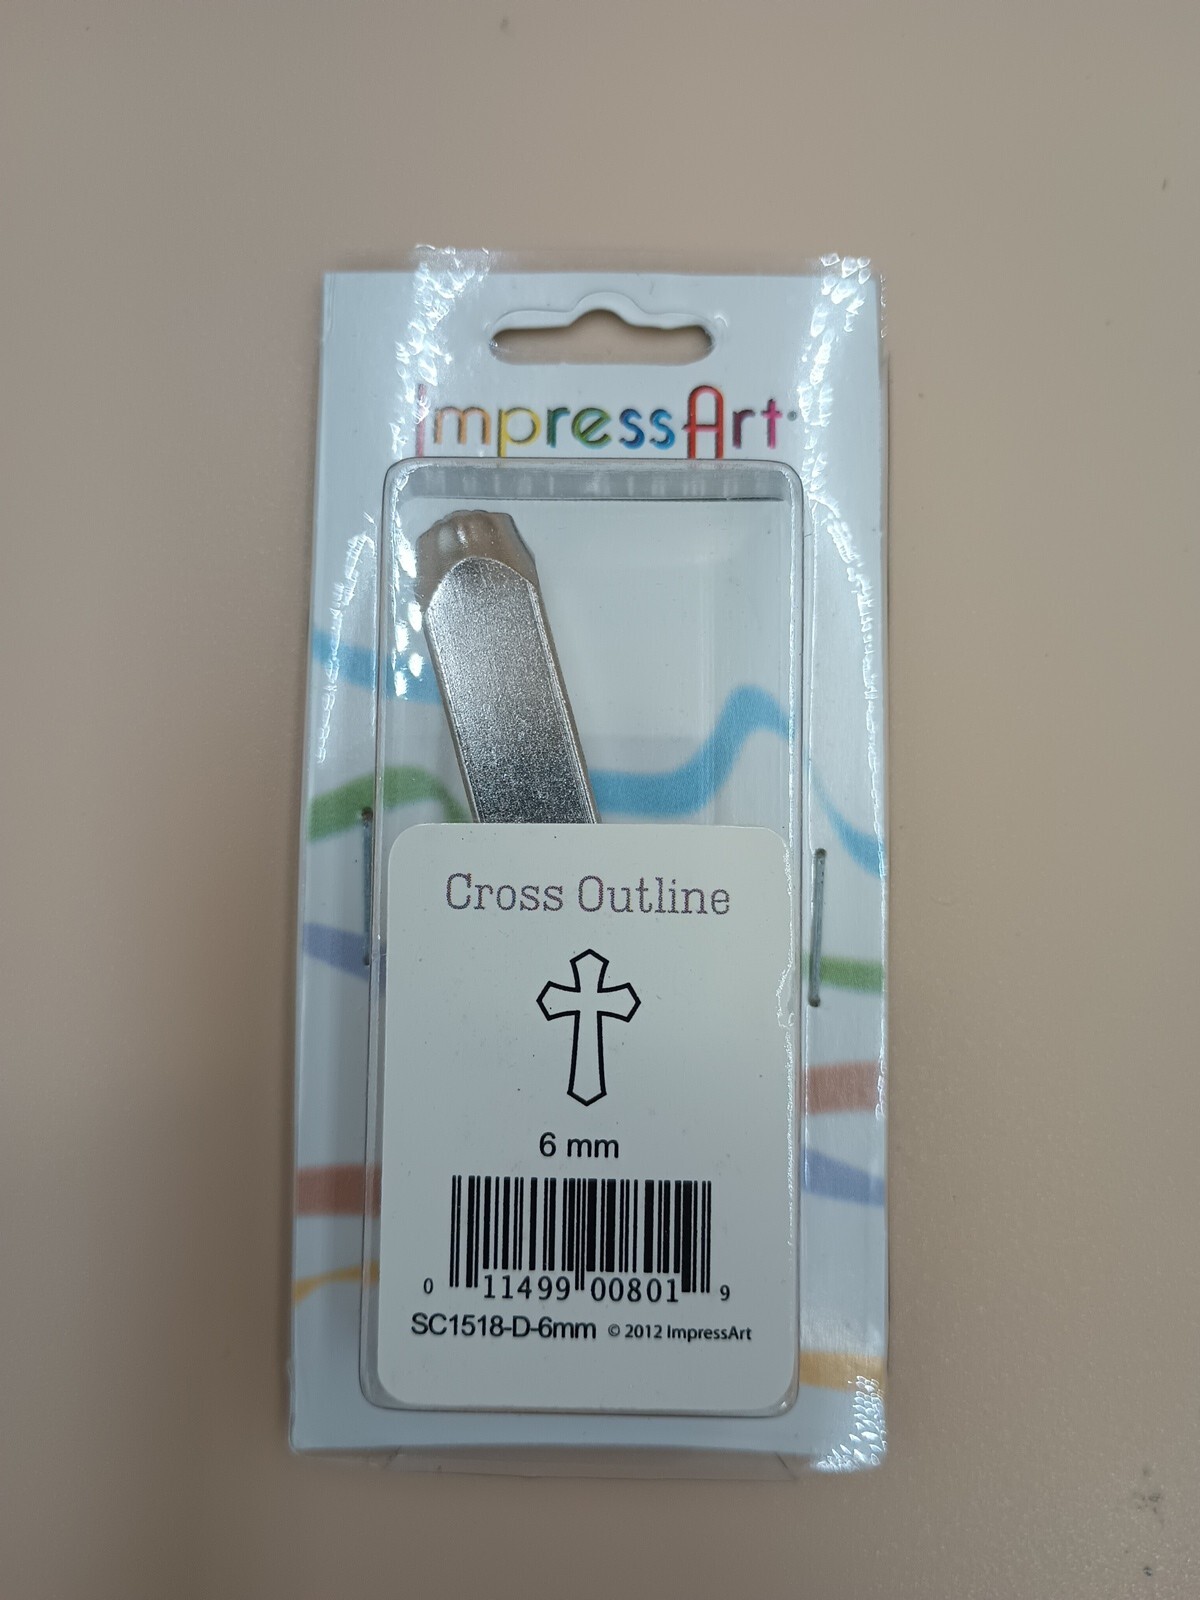 ImpressArt
Cross Outline
6 mm
0 11499 00801 9
SC1518-D-6mm © 2012 ImpressArt